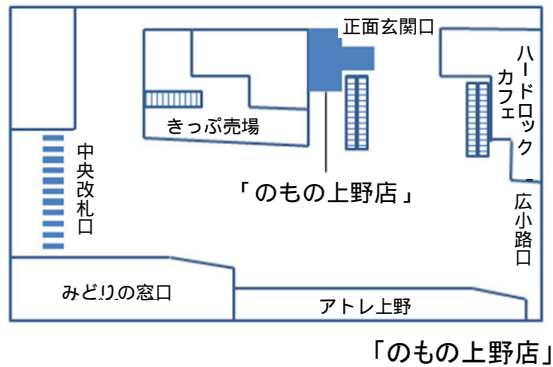 正面玄関口
ハードロック
カフェ
きっぷ売場
中央改札口
「のもの上野店」
広小路口
みどりの窓口
アトレ上野
「のもの上野店」